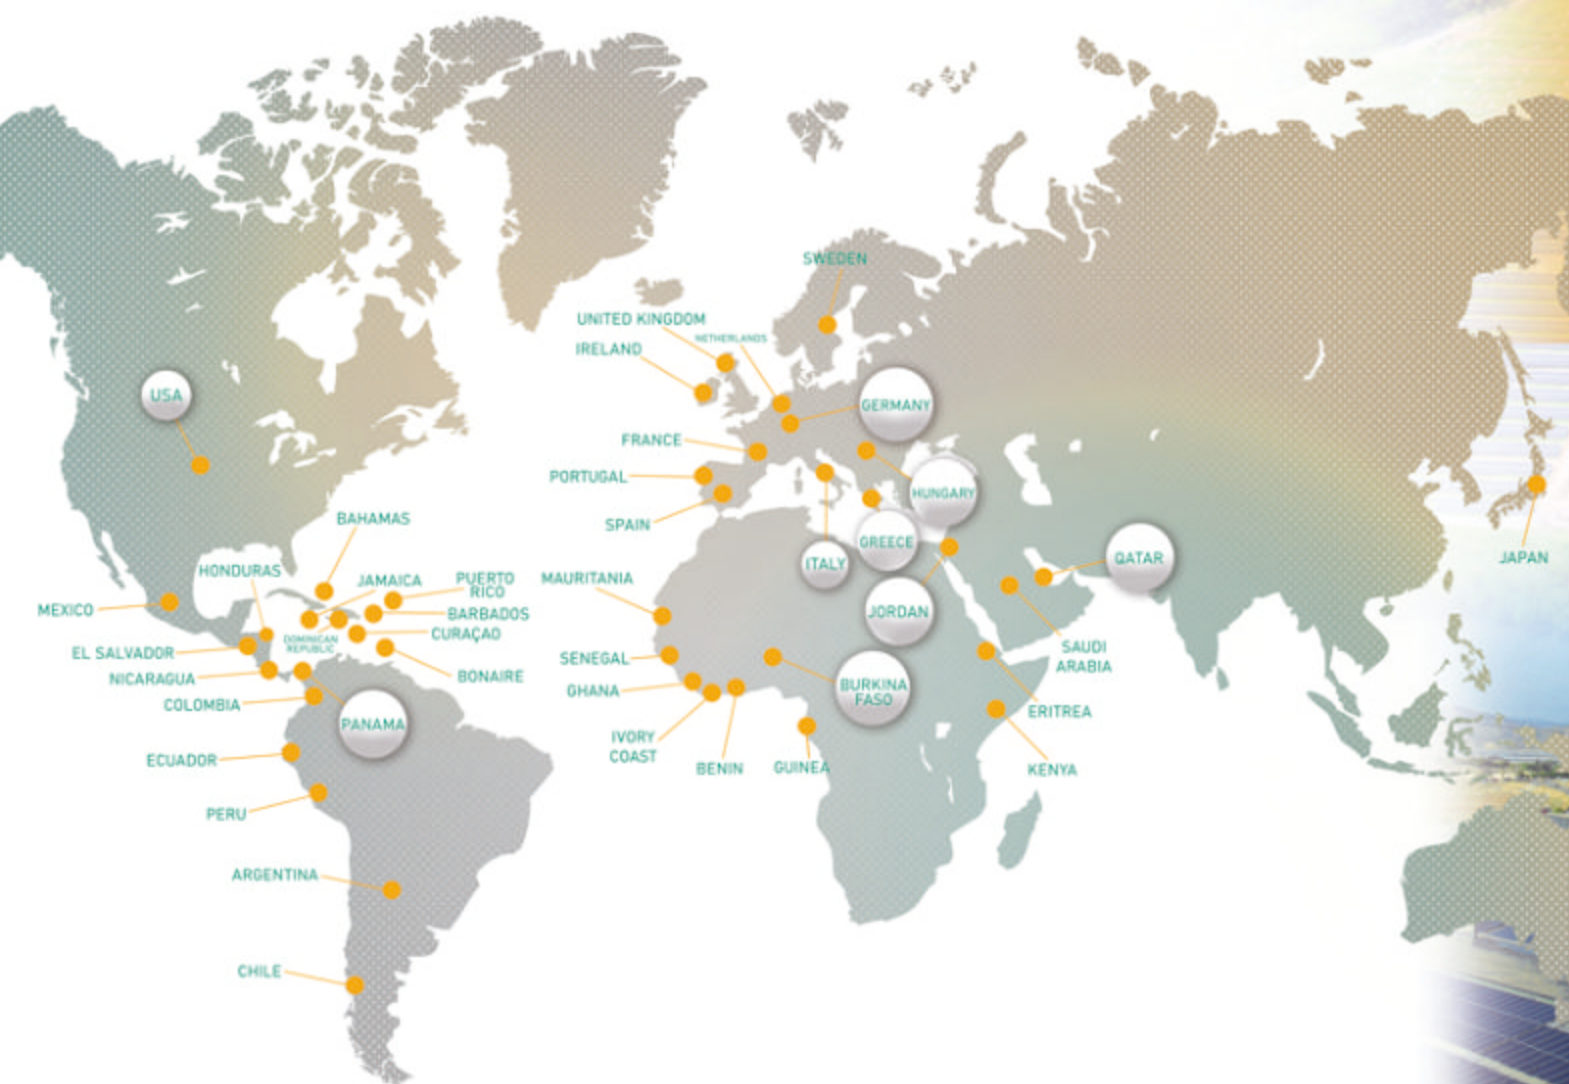 SWEDEN
UNITED KINGDOM
NETHERLANDS
IRELAND
USA
GERMANY
FRANCE
PORTUGAL
HUNGARY
SPAIN
BAHAMAS
GREECE
ITALY
QATAR
JAPAN
HONDURAS
JAMAICA
PUERTO
RICO
MAURITANIA
MEXICO
BARBADOS
JORDAN
CURAÇAO
DOMINICAN
REPUBLIC
EL SALVADOR
SAUDI
ARABIA
SENEGAL
NICARAGUA
BONAIRE
GHANA
BURKINA
FASO
COLOMBIA
ERITREA
PANAMA
IVORY
COAST
ECUADOR
BENIN
GUINEA
KENYA
PERU
ARGENTINA
CHILE